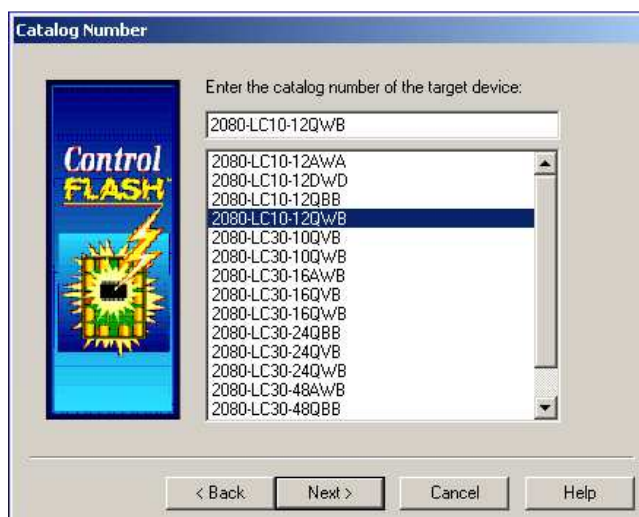 Catalog Number
Enter the catalog number of the target device:
2080-LC10-12QWB
Control
FLASH
2080-LC10-12AWA
2080-LC10-12DWD
2080-LC10-12QBB
2080-LC10-12QWB
2080-LC30-10QVB
2080-LC30-10QWB
2080-LC30-16AWB
2080-LC30-16QVB
2080-LC30-16QWB
2080-LC30-24QBB
2080-LC30-24QVB
2080-LC30-24QWB
2080-LC30-48AWB
2080-LC30-48QBB
< Back Next > Cancel Help